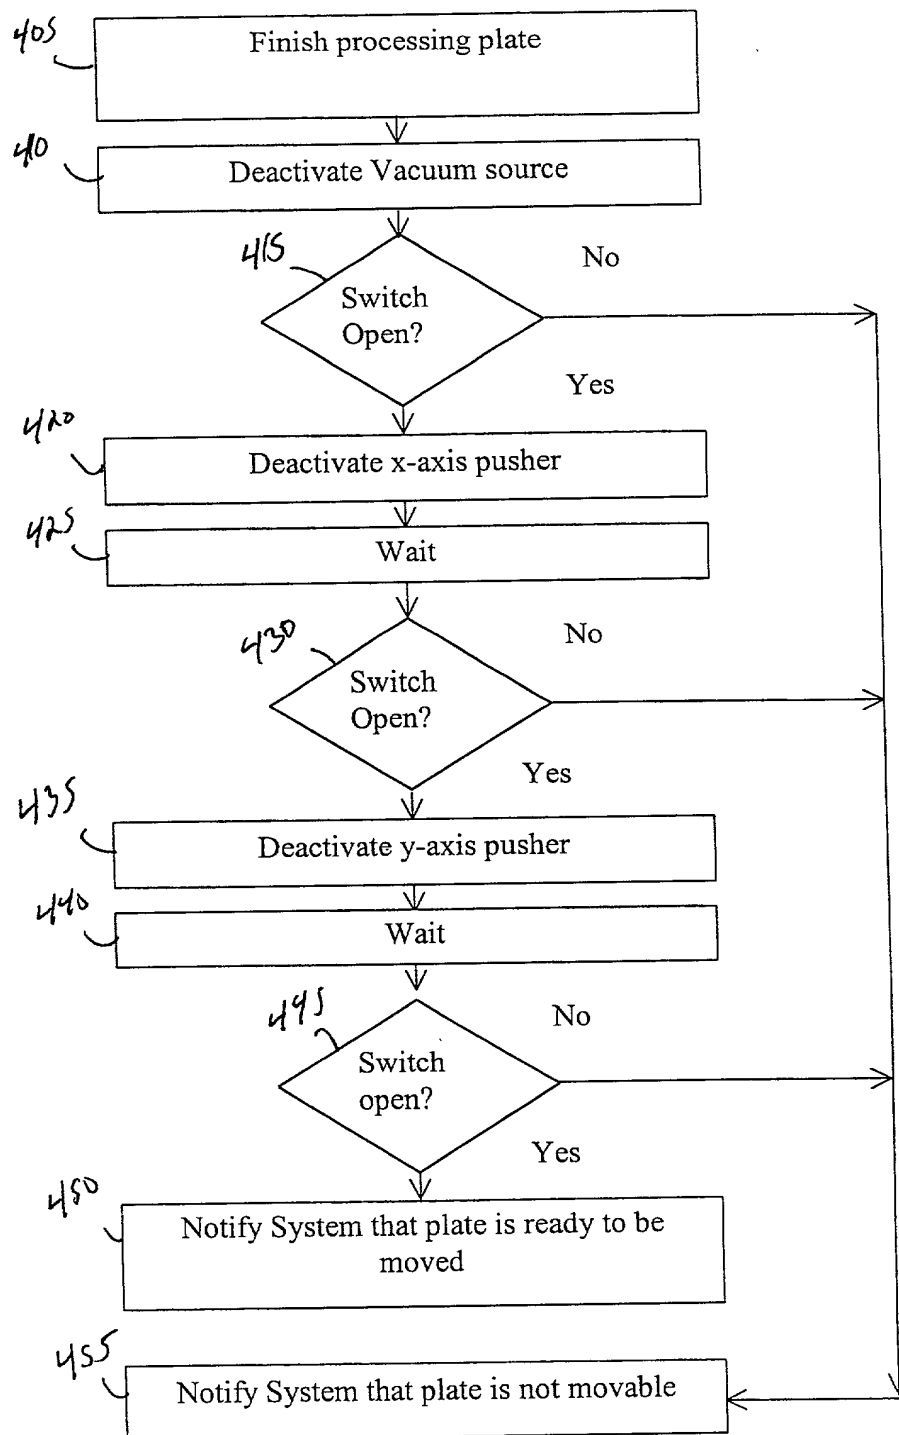 405
Finish processing plate
410
Deactivate Vacuum source
415
No
Switch
Open?
Yes
420
Deactivate x-axis pusher
425
Wait
430
No
Switch
Open?
Yes
435
Deactivate y-axis pusher
440
Wait
445
No
Switch
open?
Yes
450
Notify System that plate is ready to be
moved
455
Notify System that plate is not movable